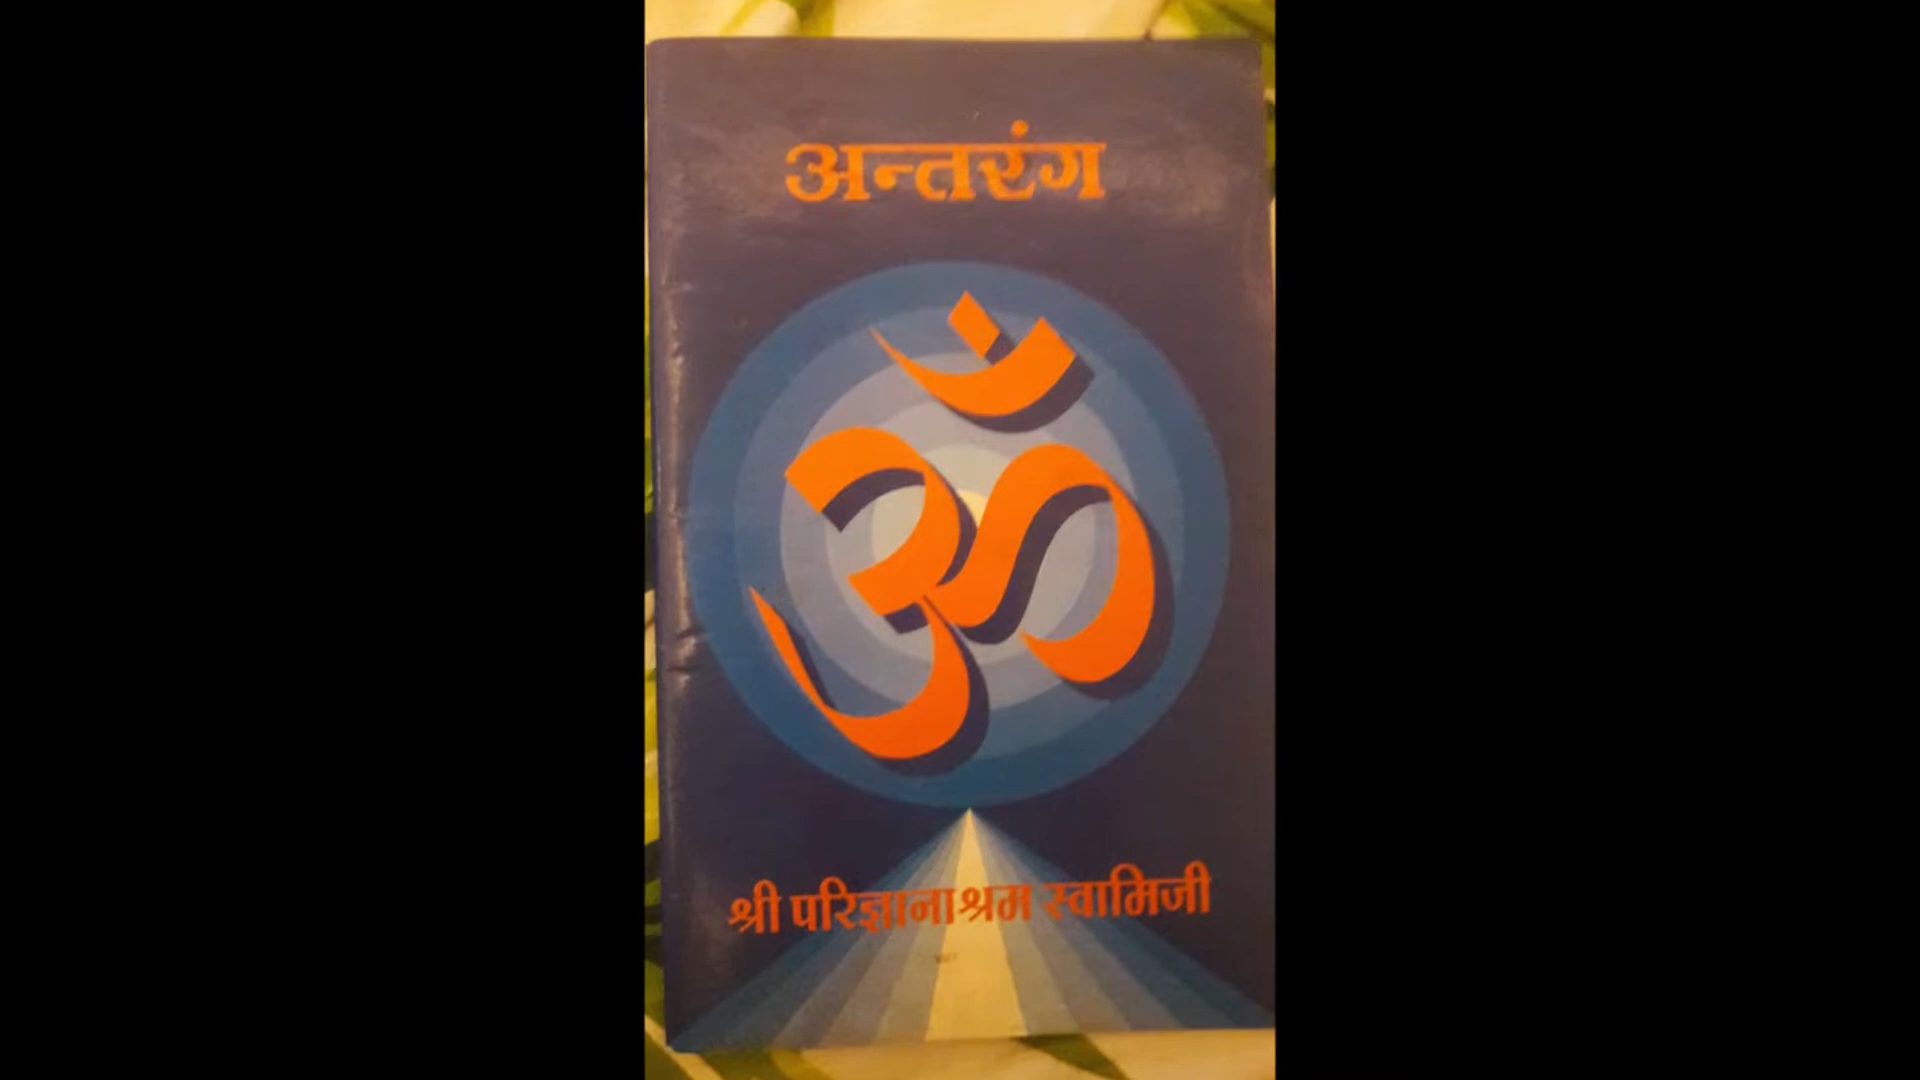 अन्तरंग
ॐ
श्री परिज्ञानाश्रम स्वामिजी